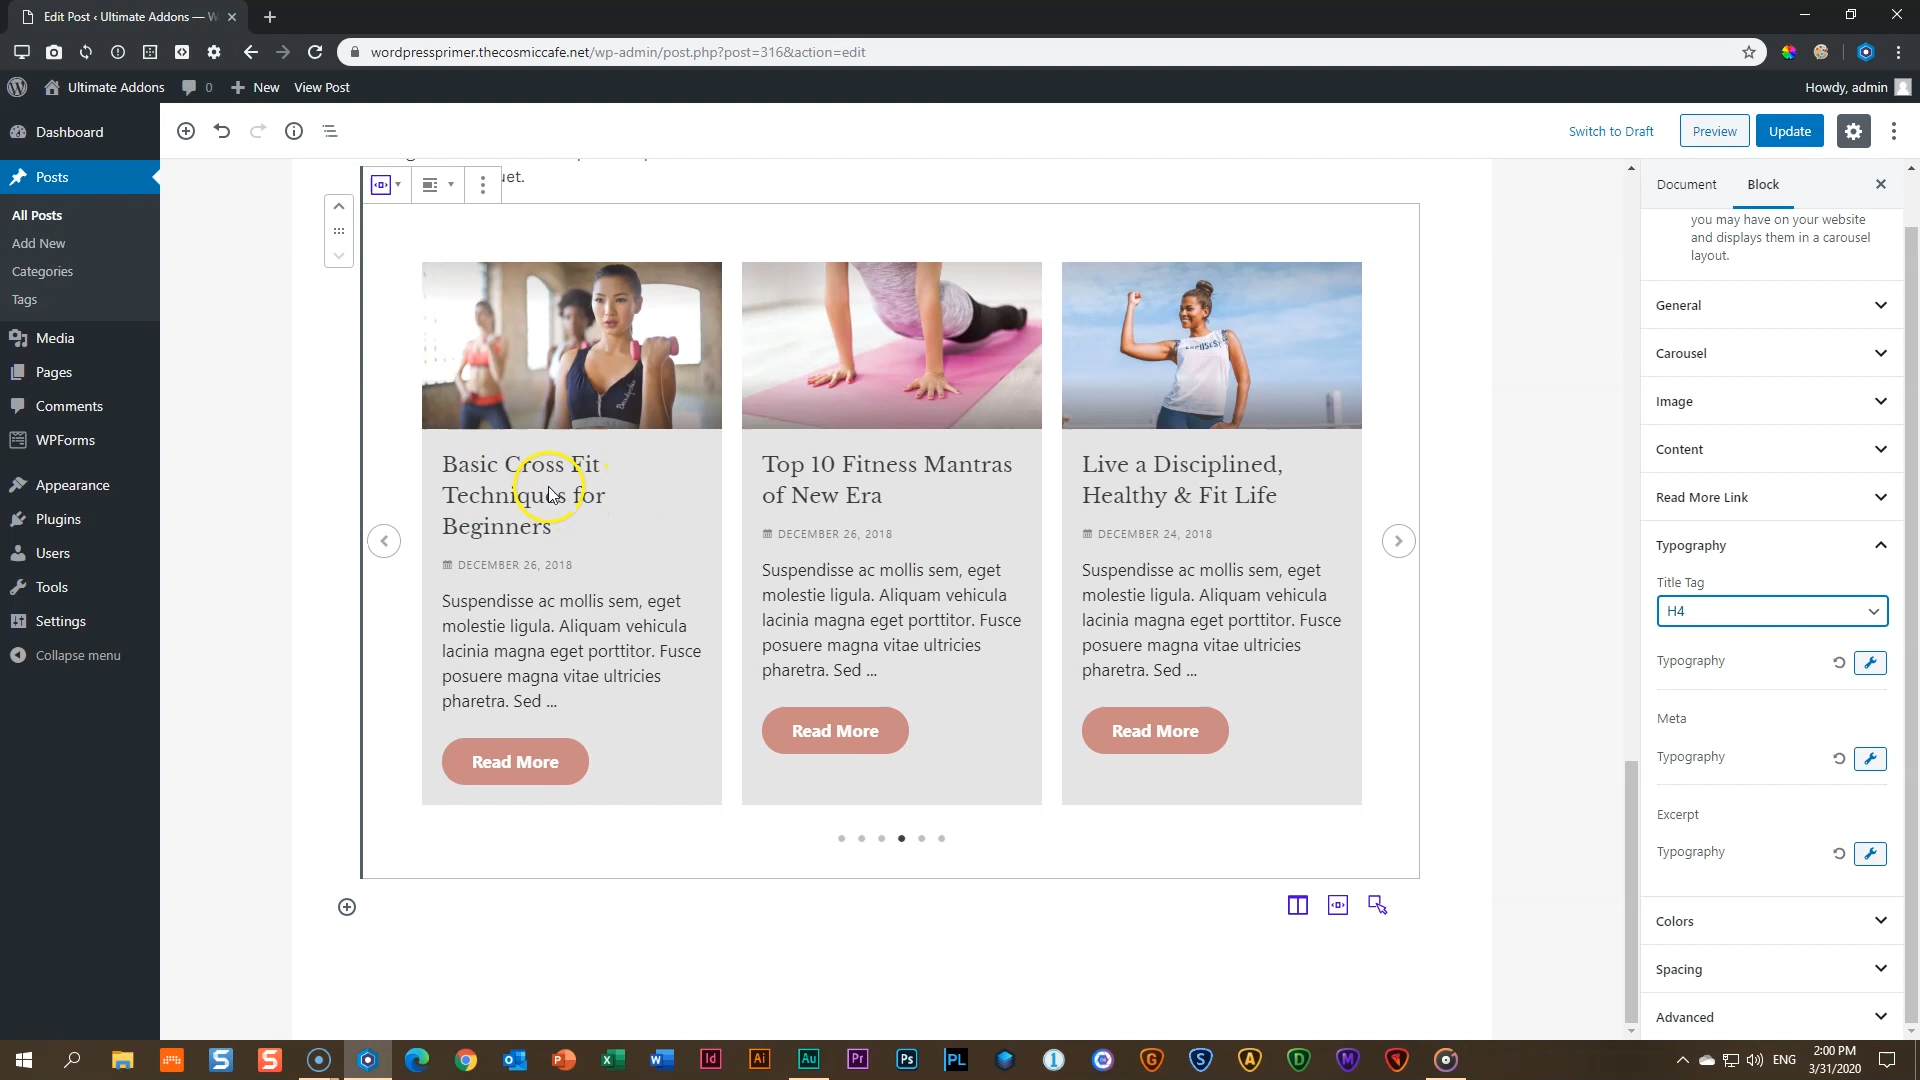 Edit Post ‹ Ultimate Addons — W
wordpressprimer.thecosmiccafe.net/wp-admin/post.php?post=316&action=edit
Ultimate Addons
0
New
View Post
Howdy, admin
Dashboard
Posts
All Posts
Add New
Categories
Tags
Media
Pages
Comments
WPForms
Appearance
Plugins
Users
Tools
Settings
Collapse menu
Switch to Draft
Preview
Update
Document
Block
you may have on your website
and displays them in a carousel
layout.
General
Carousel
Image
Content
Read More Link
Typography
Title Tag
H4
Typography
Meta
Typography
Excerpt
Typography
Colors
Spacing
Advanced
Basic Cross Fit
Techniques for
Beginners
DECEMBER 26, 2018
Suspendisse ac mollis sem, eget
molestie ligula. Aliquam vehicula
lacinia magna eget porttitor. Fusce
posuere magna vitae ultricies
pharetra. Sed ...
Read More
Top 10 Fitness Mantras
of New Era
DECEMBER 26, 2018
Suspendisse ac mollis sem, eget
molestie ligula. Aliquam vehicula
lacinia magna eget porttitor. Fusce
posuere magna vitae ultricies
pharetra. Sed ...
Read More
Live a Disciplined,
Healthy & Fit Life
DECEMBER 24, 2018
Suspendisse ac mollis sem, eget
molestie ligula. Aliquam vehicula
lacinia magna eget porttitor. Fusce
posuere magna vitae ultricies
pharetra. Sed ...
Read More
ENG
2:00 PM
3/31/2020